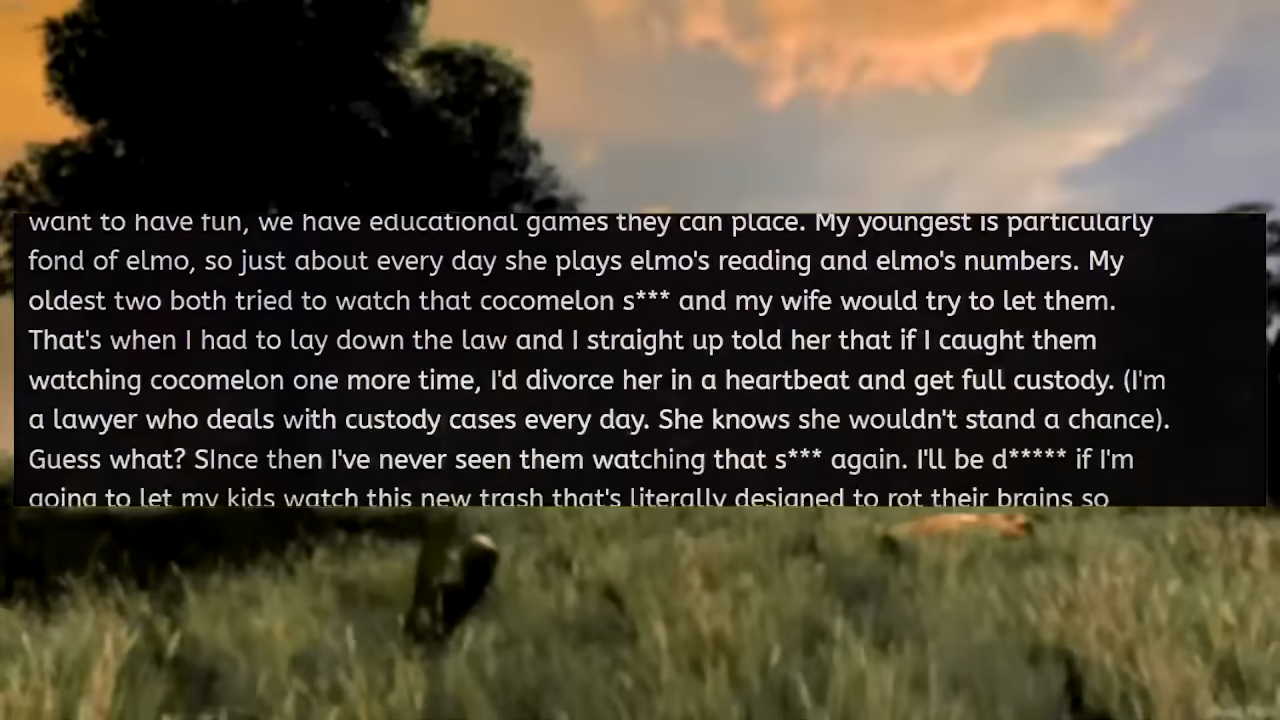 want to have fun, we have educational games they can place. My youngest is particularly
fond of elmo, so just about every day she plays elmo's reading and elmo's numbers. My
oldest two both tried to watch that cocomelon s*** and my wife would try to let them.
That's when I had to lay down the law and I straight up told her that if I caught them
watching cocomelon one more time, I'd divorce her in a heartbeat and get full custody. (I'm
a lawyer who deals with custody cases every day. She knows she wouldn't stand a chance).
Guess what? SInce then I've never seen them watching that s*** again. I'll be d***** if I'm
going to let my kids watch this new trash that's literally designed to rot their brains so